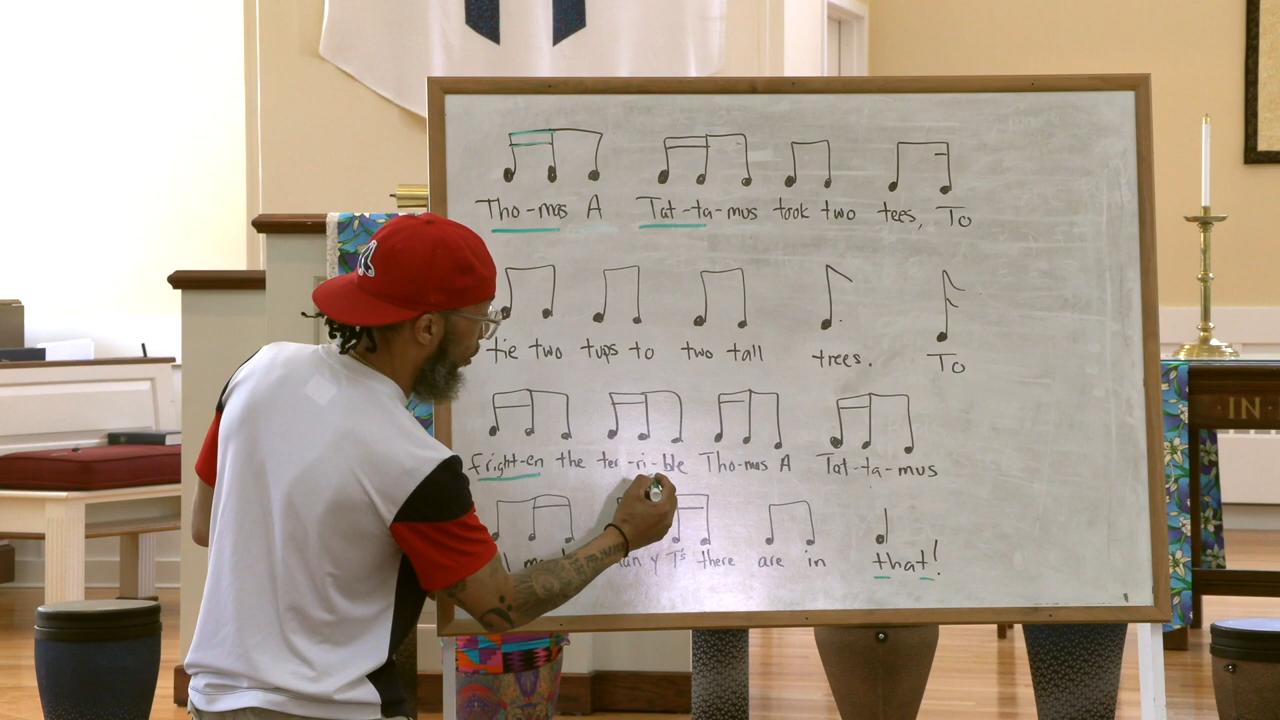 Tho-mas A Tat-ta-mus took two tees, To
tie two tups to two tall trees. To
fright-en the ter-ri-ble Tho-mas A Tat-ta-mus
y T's there are in that!
IN